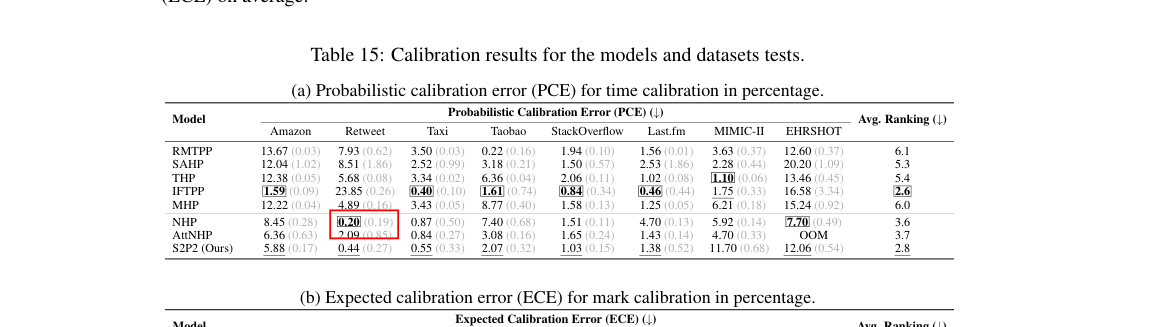 (ECE) on average.
Table 15: Calibration results for the models and datasets tests.
(a) Probabilistic calibration error (PCE) for time calibration in percentage.
Model Probabilistic Calibration Error (PCE) (↓) Avg. Ranking (↓)
Amazon Retweet Taxi Taobao StackOverflow Last.fm MIMIC-II EHRSHOT
RMTPP 13.67 (0.03) 7.93 (0.62) 3.50 (0.03) 0.22 (0.16) 1.94 (0.10) 1.56 (0.01) 3.63 (0.37) 12.60 (0.37) 6.1
SAHP 12.04 (1.02) 8.51 (1.86) 2.52 (0.99) 3.18 (0.21) 1.50 (0.57) 2.53 (1.86) 2.28 (0.44) 20.20 (1.09) 5.3
THP 12.38 (0.05) 5.68 (0.08) 3.34 (0.02) 6.36 (0.04) 2.06 (0.11) 1.02 (0.08) 1.10 (0.06) 13.46 (0.45) 5.4
IFTPP 1.59 (0.09) 23.85 (0.26) 0.40 (0.10) 1.61 (0.74) 0.84 (0.34) 0.46 (0.44) 1.75 (0.33) 16.58 (3.34) 2.6
MHP 12.22 (0.04) 4.89 (0.16) 3.43 (0.05) 8.77 (0.40) 1.58 (0.13) 1.25 (0.05) 6.21 (0.18) 15.24 (0.92) 6.0
NHP 8.45 (0.28) 0.20 (0.19) 0.87 (0.50) 7.40 (0.68) 1.51 (0.11) 4.70 (0.13) 5.92 (0.14) 7.70 (0.49) 3.6
AttNHP 6.36 (0.63) 2.09 (0.85) 0.84 (0.27) 3.08 (0.16) 1.65 (0.24) 1.43 (0.14) 4.70 (0.33) OOM 3.7
S2P2 (Ours) 5.88 (0.17) 0.44 (0.27) 0.55 (0.33) 2.07 (0.32) 1.03 (0.15) 1.38 (0.52) 11.70 (0.68) 12.06 (0.54) 2.8
(b) Expected calibration error (ECE) for mark calibration in percentage.
Model Expected Calibration Error (ECE) (↓) Avg. Ranking (↓)